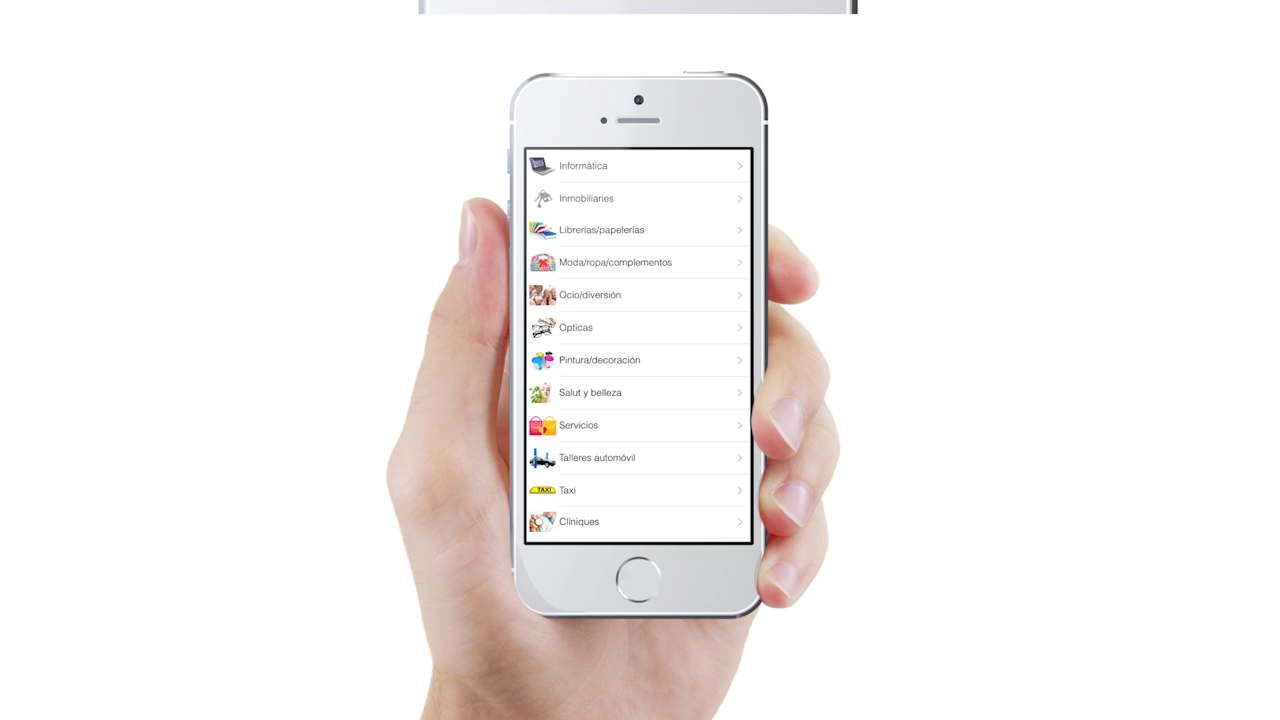 Informàtica
Inmobiliaries
Librerías/papelerías
Moda/ropa/complementos
Ocio/diversión
Opticas
Pintura/decoración
Salut y belleza
Servicios
Talleres automóvil
TAXI Taxi
Clíniques